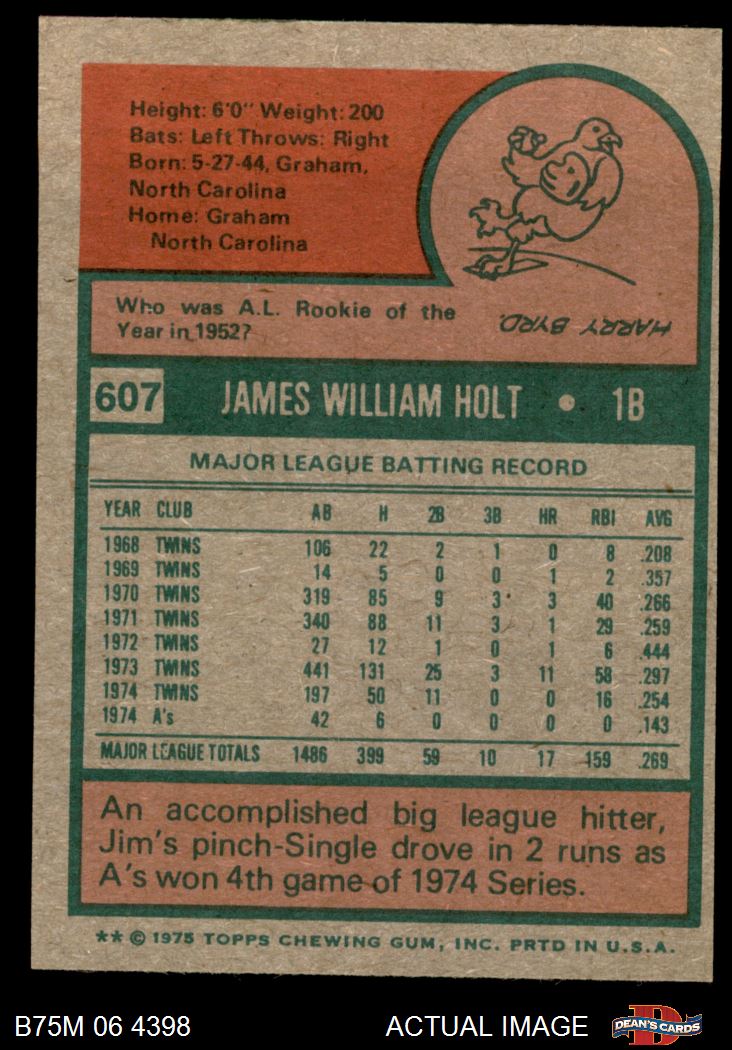 Height: 6'0" Weight: 200
Bats: Left Throws: Right
Born: 5-27-44, Graham,
North Carolina
Home: Graham
North Carolina
Who was A.L. Rookie of the
Year in 1952?
HARRY BYRD.
607 JAMES WILLIAM HOLT • 1B
MAJOR LEAGUE BATTING RECORD
YEAR CLUB AB H 2B 3B HR RBI AVG
1968 TWINS 106 22 2 1 0 8 .208
1969 TWINS 14 5 0 0 1 2 .357
1970 TWINS 319 85 9 3 3 40 .266
1971 TWINS 340 88 11 3 1 29 .259
1972 TWINS 27 12 1 0 1 6 .444
1973 TWINS 441 131 25 3 11 58 .297
1974 TWINS 197 50 11 0 0 16 .254
1974 A's 42 6 0 0 0 0 .143
MAJOR LEAGUE TOTALS 1486 399 59 10 17 159 .269
An accomplished big league hitter,
Jim's pinch-Single drove in 2 runs as
A's won 4th game of 1974 Series.
** © 1975 TOPPS CHEWING GUM, INC. PRTD IN U.S.A.
B75M 06 4398 ACTUAL IMAGE D DEAN'S CARDS